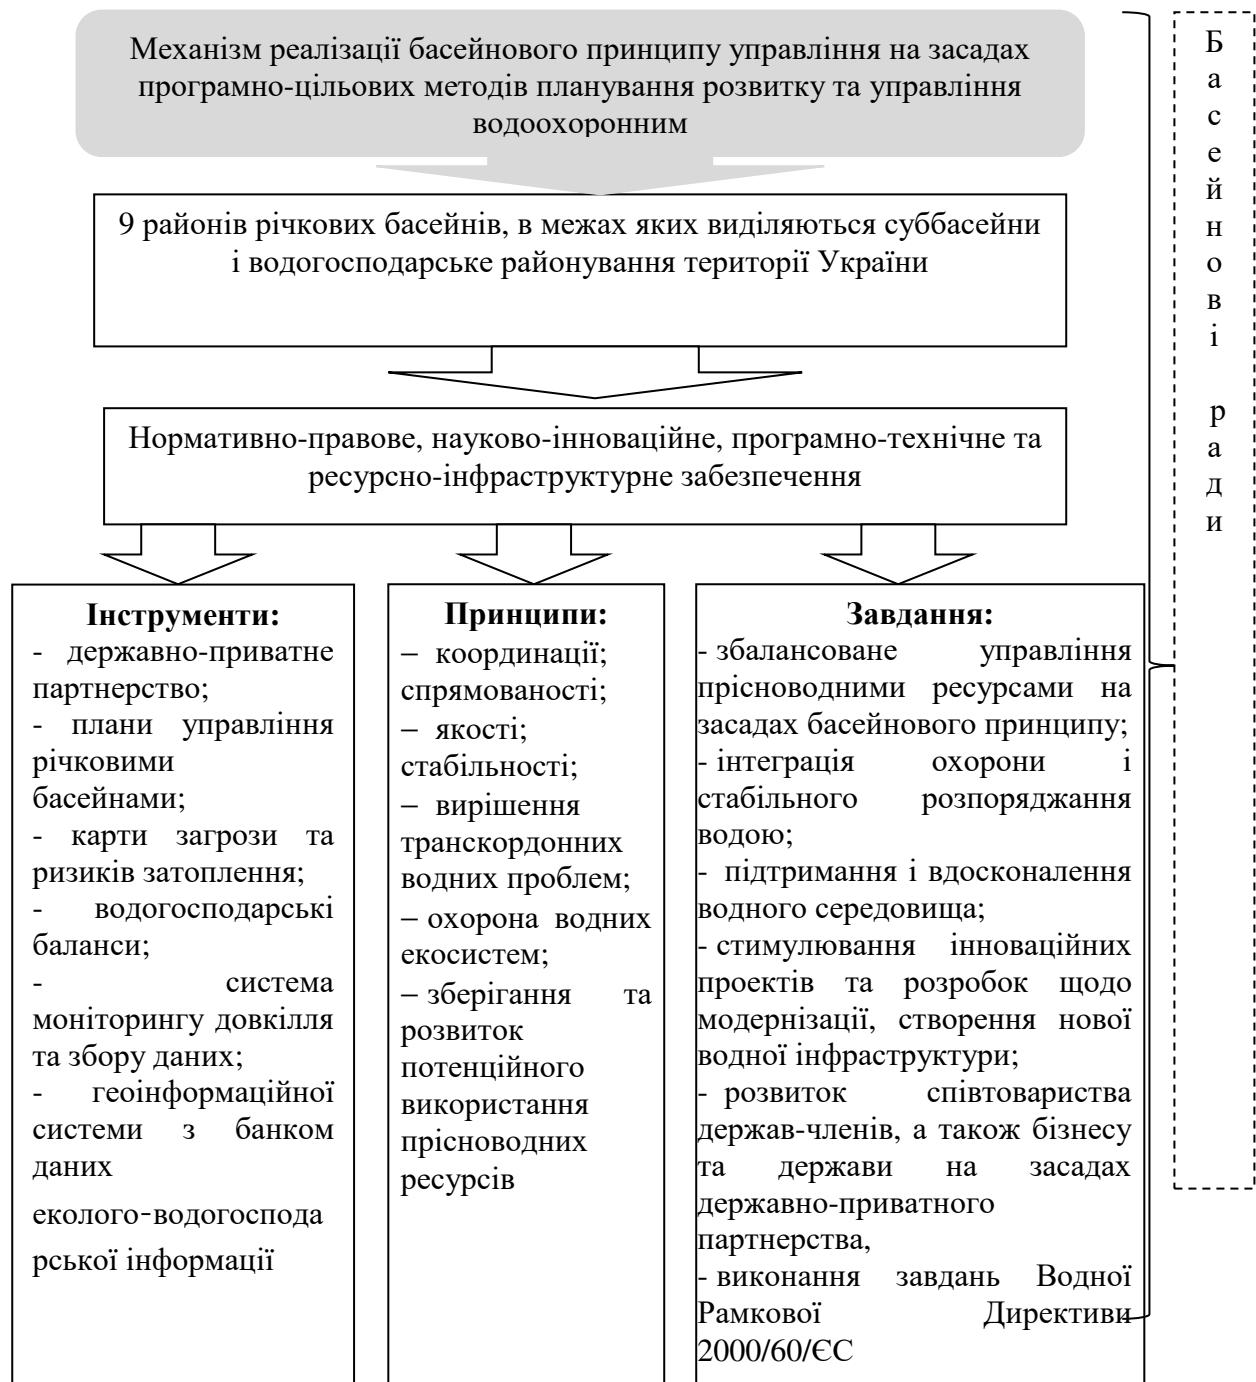 Механізм реалізації басейнового принципу управління на засадах
програмно-цільових методів планування розвитку та управління
водоохоронним
9 районів річкових басейнів, в межах яких виділяються суббасейни
і водогосподарське районування території України
Нормативно-правове, науково-інноваційне, програмно-технічне та
ресурсно-інфраструктурне забезпечення
Інструменти:
- державно-приватне
партнерство;
- плани управління
річковими
басейнами;
- карти загрози та
ризиків затоплення;
- водогосподарські
баланси;
- система
моніторингу довкілля
та збору даних;
- геоінформаційної
системи з банком
даних
еколого-водогоспода
рської інформації
Принципи:
– координації;
спрямованості;
– якості;
стабільності;
– вирішення
транскордонних
водних проблем;
– охорона водних
екосистем;
– зберігання та
розвиток
потенційного
використання
прісноводних
ресурсів
Завдання:
- збалансоване управління
прісноводними ресурсами на
засадах басейнового принципу;
- інтеграція охорони і
стабільного розпоряджання
водою;
- підтримання і вдосконалення
водного середовища;
- стимулювання інноваційних
проектів та розробок щодо
модернізації, створення нової
водної інфраструктури;
- розвиток співтовариства
держав-членів, а також бізнесу
та держави на засадах
державно-приватного
партнерства,
- виконання завдань Водної
Рамкової Директиви
2000/60/ЄС
Б
а
с
е
й
н
о
в
і
р
а
д
и